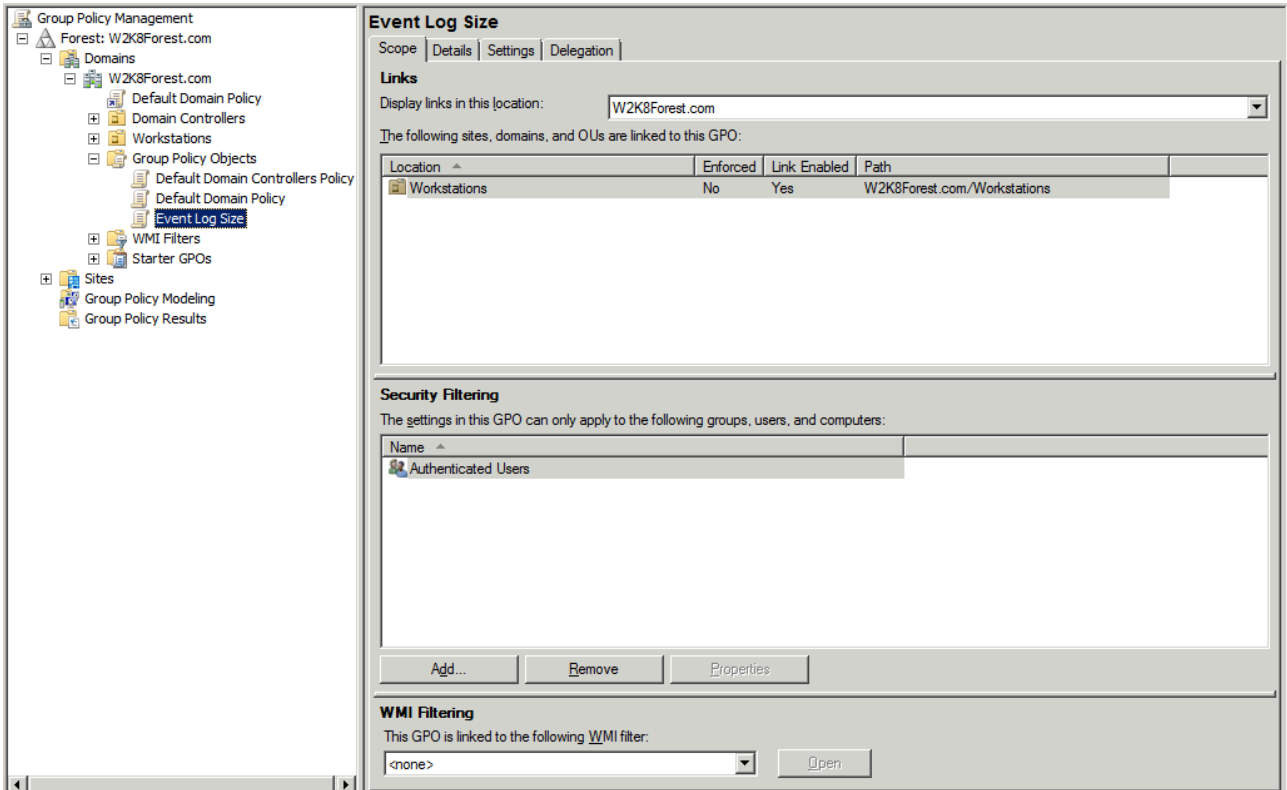 Group Policy Management
Forest: W2K8Forest.com
Domains
W2K8Forest.com
Default Domain Policy
Domain Controllers
Workstations
Group Policy Objects
Default Domain Controllers Policy
Default Domain Policy
Event Log Size
WMI Filters
Starter GPOs
Sites
Group Policy Modeling
Group Policy Results
Event Log Size
Scope Details Settings Delegation
Links
Display links in this location: W2K8Forest.com
The following sites, domains, and OUs are linked to this GPO:
Location Enforced Link Enabled Path
Workstations No Yes W2K8Forest.com/Workstations
Security Filtering
The settings in this GPO can only apply to the following groups, users, and computers:
Name
Authenticated Users
Add... Remove Properties
WMI Filtering
This GPO is linked to the following WMI filter:
<none> Open